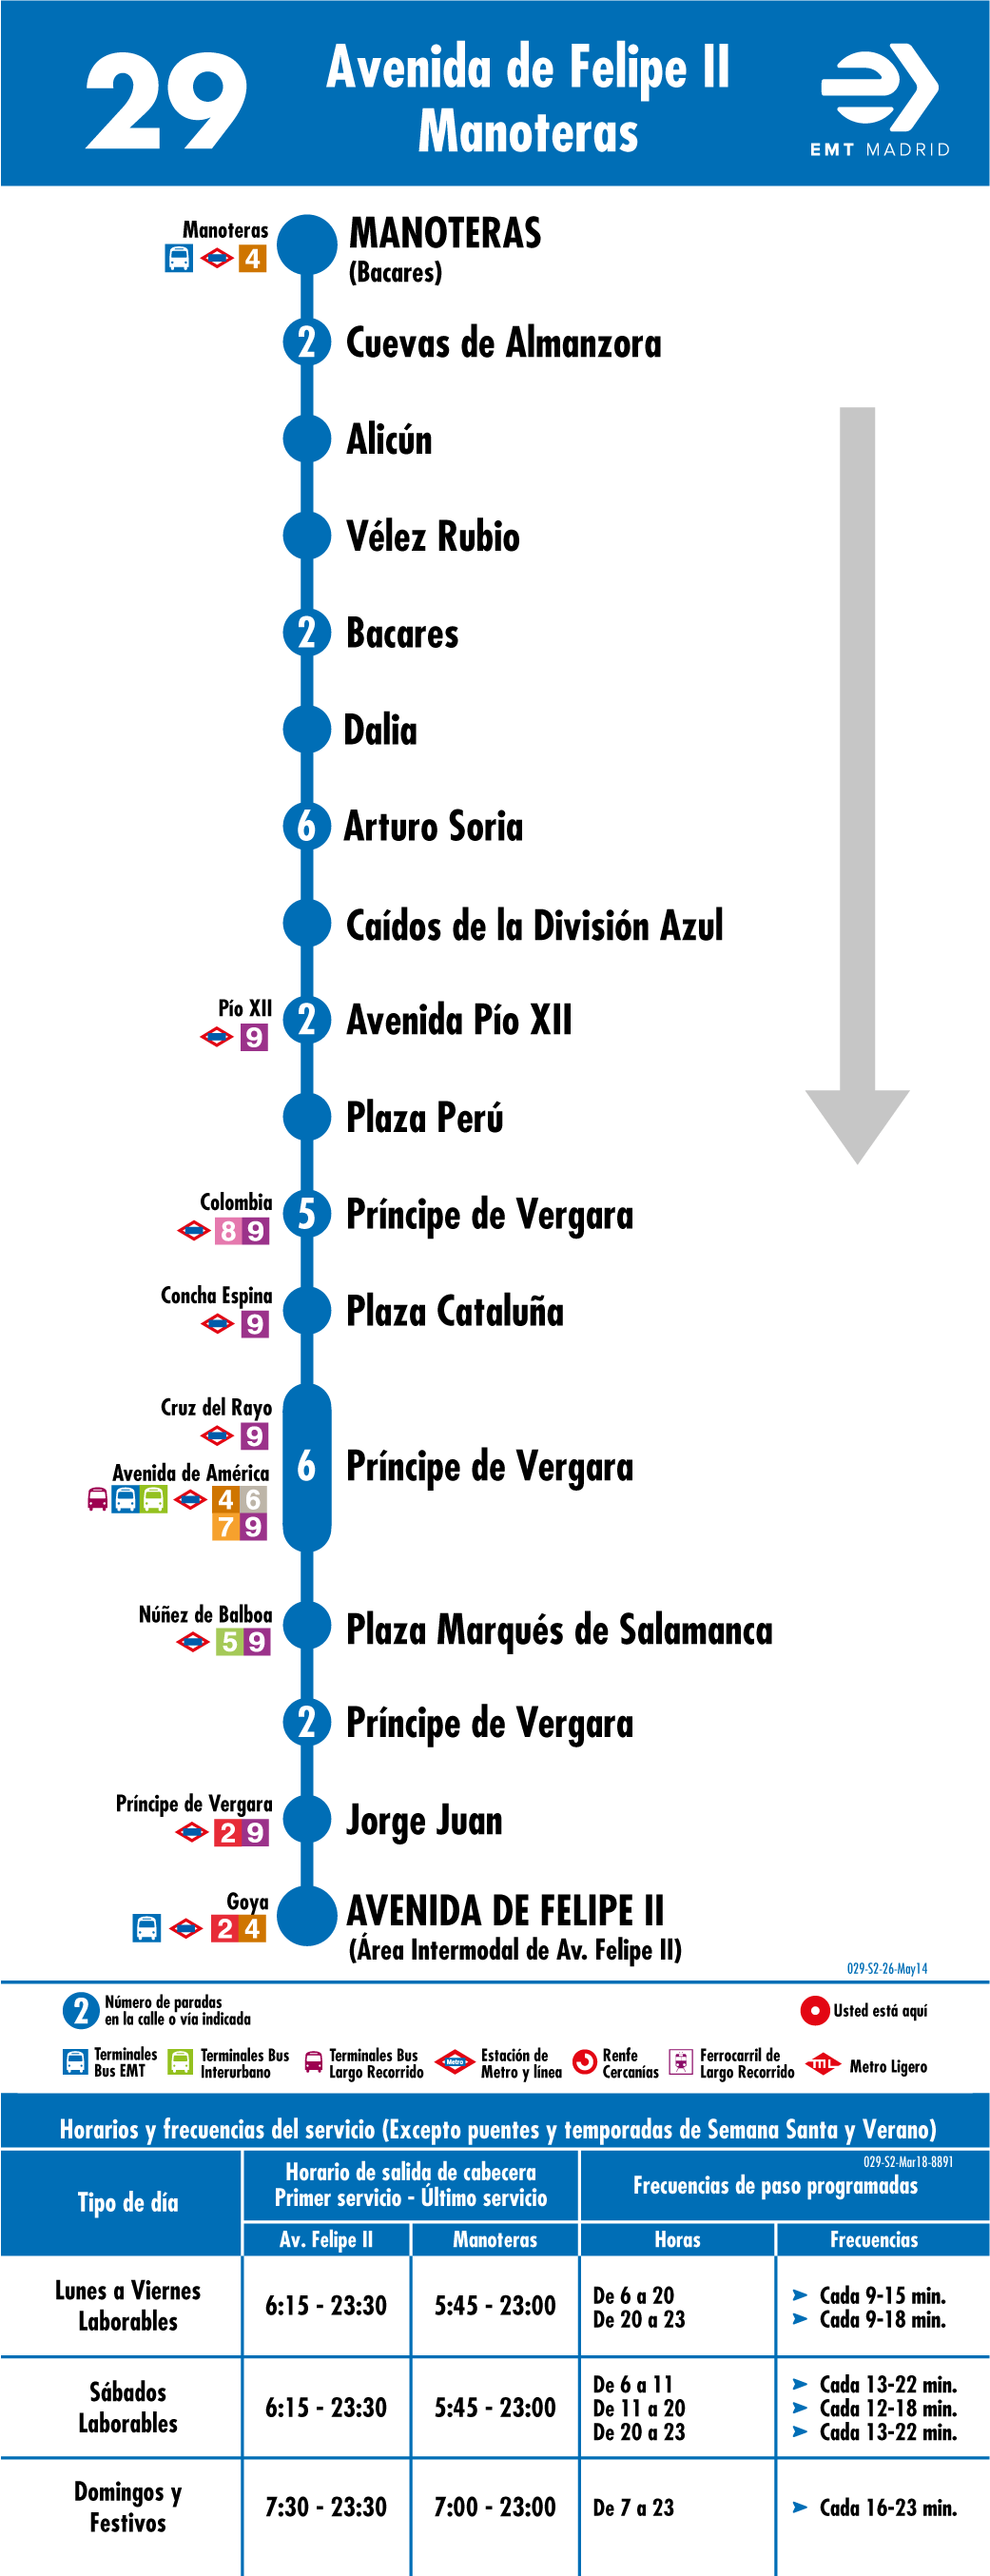 29
Avenida de Felipe II
Manoteras
EMT MADRID
Manoteras
4
MANOTERAS
(Bacares)
2 Cuevas de Almanzora
Alicún
Vélez Rubio
2 Bacares
Dalia
6 Arturo Soria
Caídos de la División Azul
Pío XII
9
2 Avenida Pío XII
Plaza Perú
Colombia
8 9
5 Príncipe de Vergara
Concha Espina
9
Plaza Cataluña
Cruz del Rayo
9
Avenida de América
4 6
7 9
6 Príncipe de Vergara
Núñez de Balboa
5 9
Plaza Marqués de Salamanca
2 Príncipe de Vergara
Príncipe de Vergara
2 9
Jorge Juan
Goya
2 4
AVENIDA DE FELIPE II
(Área Intermodal de Av. Felipe II)
029-S2-26-May14
2 Número de paradas
en la calle o vía indicada
Usted está aquí
Terminales
Bus EMT
Terminales Bus
Interurbano
Terminales Bus
Largo Recorrido
Metro
Estación de
Metro y línea
Renfe
Cercanías
Ferrocarril de
Largo Recorrido
ML
Metro Ligero
Horarios y frecuencias del servicio (Excepto puentes y temporadas de Semana Santa y Verano)
029-S2-Mar18-8891
Tipo de día
Horario de salida de cabecera
Primer servicio - Último servicio
Frecuencias de paso programadas
Av. Felipe II
Manoteras
Horas
Frecuencias
Lunes a Viernes
Laborables
6:15 - 23:30
5:45 - 23:00
De 6 a 20
Cada 9-15 min.
De 20 a 23
Cada 9-18 min.
Sábados
Laborables
6:15 - 23:30
5:45 - 23:00
De 6 a 11
Cada 13-22 min.
De 11 a 20
Cada 12-18 min.
De 20 a 23
Cada 13-22 min.
Domingos y
Festivos
7:30 - 23:30
7:00 - 23:00
De 7 a 23
Cada 16-23 min.